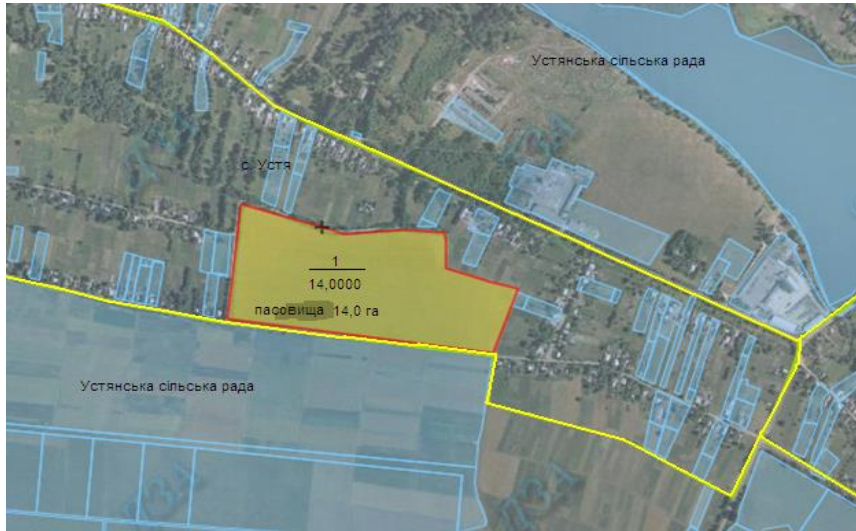 Устянська сільська рада
с. Устя
1
14,0000
пасовища 14,0 га
Устянська сільська рада